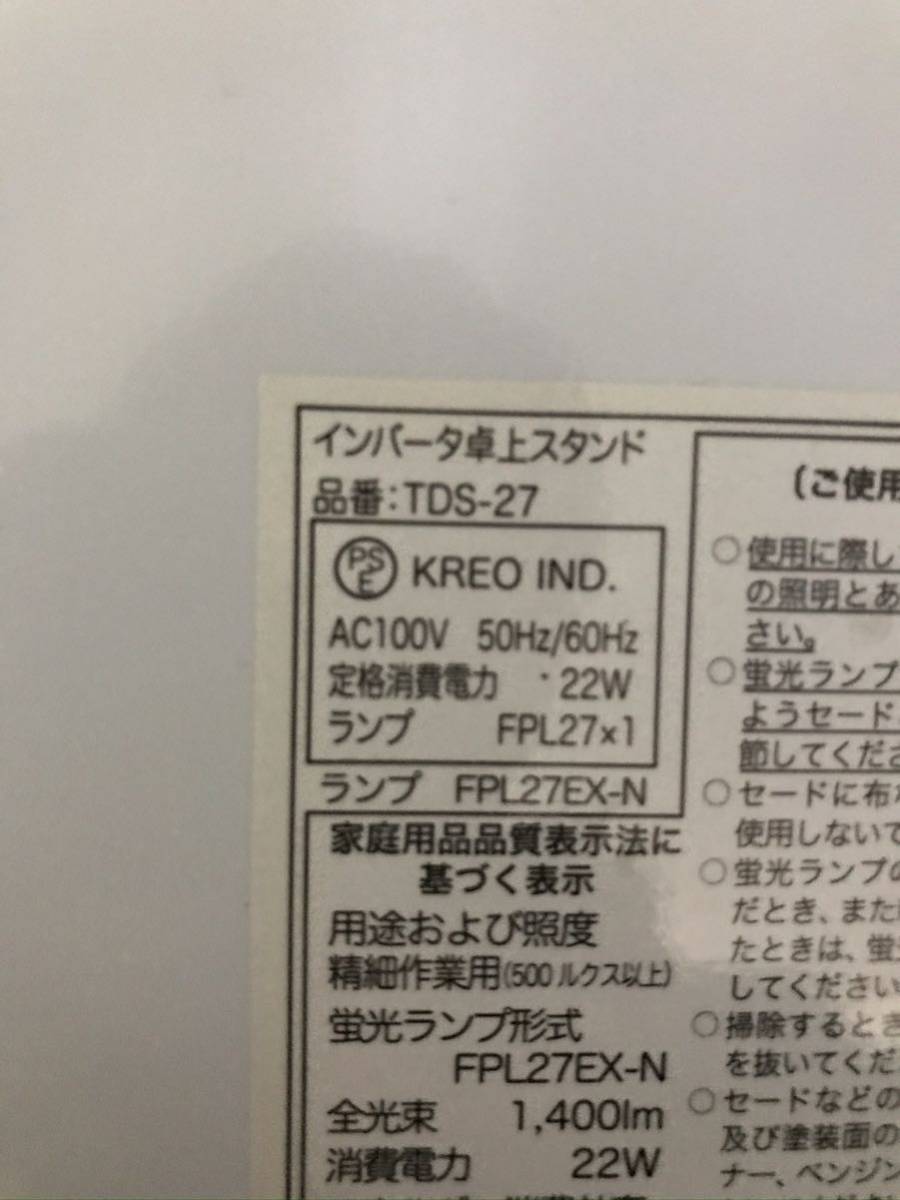 インバータ卓上スタンド
品番:TDS-27
PSE KREO IND.
AC100V 50Hz/60Hz
定格消費電力 22W
ランプ FPL27×1
ランプ FPL27EX-N
家庭用品品質表示法に
基づく表示
用途および照度
精細作業用(500ルクス以上)
蛍光ランプ形式
FPL27EX-N
全光束 1,400lm
消費電力 22W
(ご使用
○使用に際し
の照明とあ
さい。
○蛍光ランプ
ようセード
節してくださ
○セードに布
使用しないで
○蛍光ランプの
だとき、また
たときは、蛍
してください
○掃除するとき
を抜いてくだ
○セードなどの
及び塗装面の
ナー、ベンジン